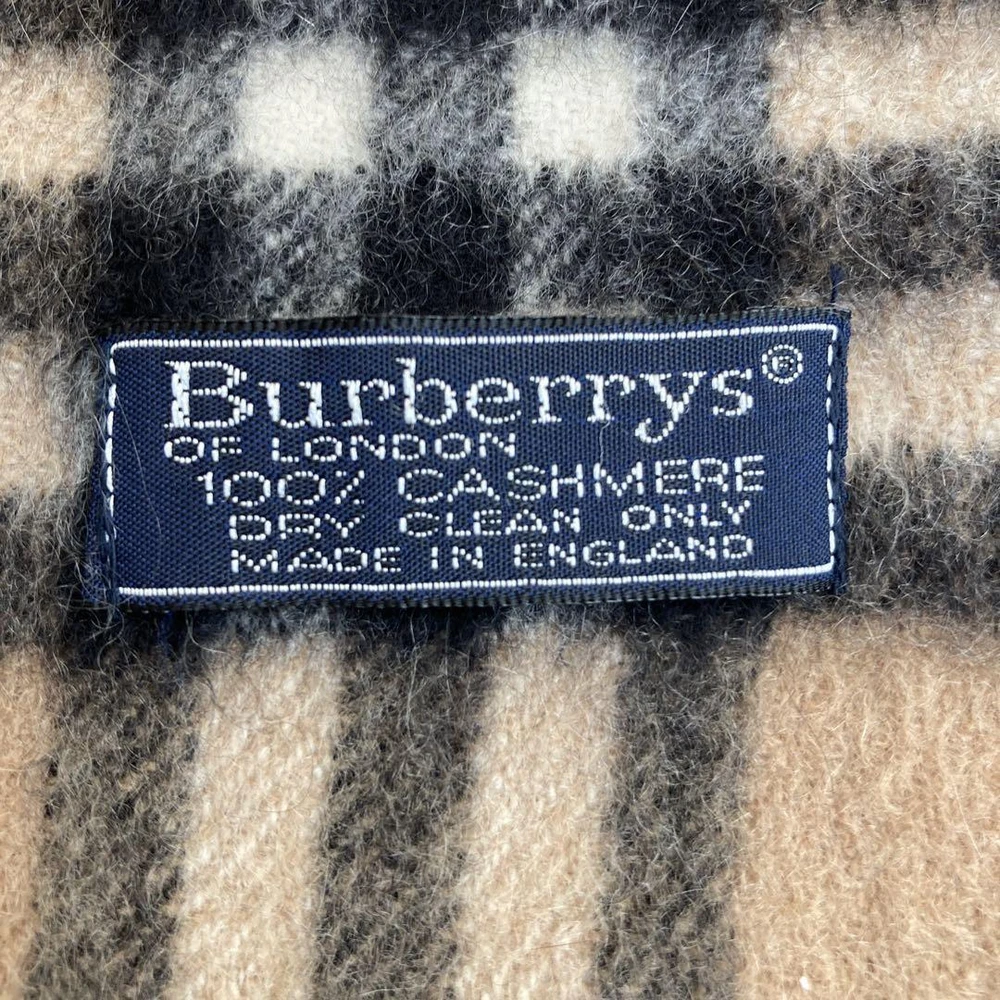 Burberrys®
OF LONDON
100% CASHMERE
DRY CLEAN ONLY
MADE IN ENGLAND